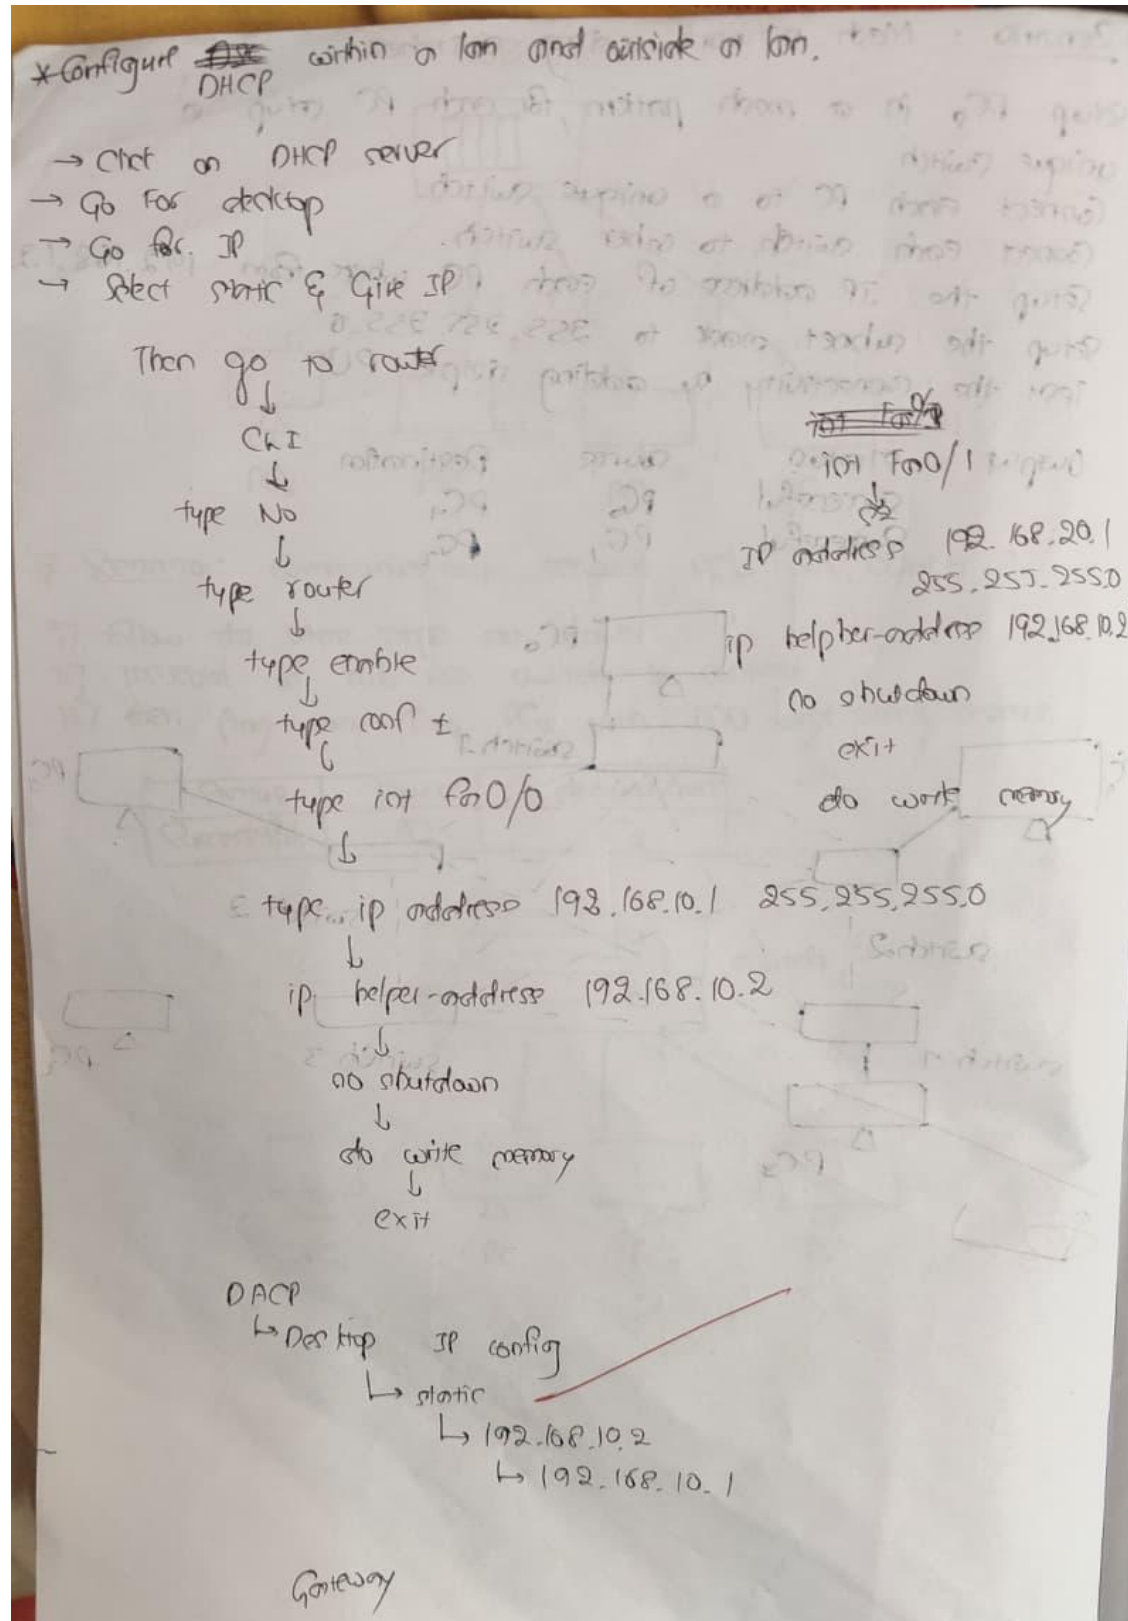 * Configure DHCP within a lan and outside a lan.
→ Click on DHCP server
→ Go For desktop
→ Go for. IP
→ Select static & Give IP
Then go to router
↓
CLI
↓
type No
↓
type router
↓
type enable
↓
type conf t
type int fa0/0
↓
type ip address 192.168.10.1 255.255.255.0
↓
ip helper-address 192.168.10.2
↓
no shutdown
↓
do write memory
↓
exit
int Fa0/1
↓
IP address 192.168.20.1
255.255.255.0
ip helpher-address 192.168.10.2
no shutdown
exit
do write memory
DACP
↳ Desktop IP config
↳ static
↳ 192.168.10.2
↳ 192.168.10.1
Gateway